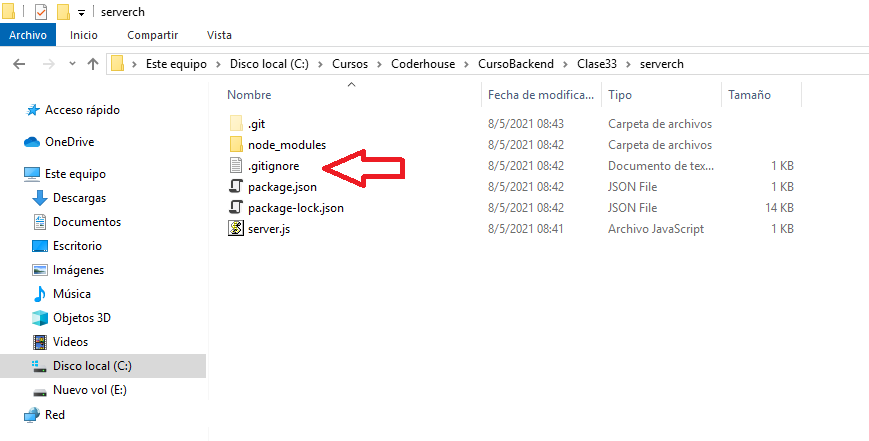 serverch
Archivo Inicio Compartir Vista
Este equipo Disco local (C:) Cursos Coderhouse CursoBackend Clase33 serverch
Acceso rápido
OneDrive
Este equipo
Descargas
Documentos
Escritorio
Imágenes
Música
Objetos 3D
Videos
Disco local (C:)
Nuevo vol (E:)
Red
Nombre Fecha de modifica... Tipo Tamaño
.git 8/5/2021 08:43 Carpeta de archivos
node_modules 8/5/2021 08:42 Carpeta de archivos
.gitignore 8/5/2021 08:42 Documento de tex... 1 KB
package.json 8/5/2021 08:42 JSON File 1 KB
package-lock.json 8/5/2021 08:42 JSON File 14 KB
server.js 8/5/2021 08:41 Archivo JavaScript 1 KB